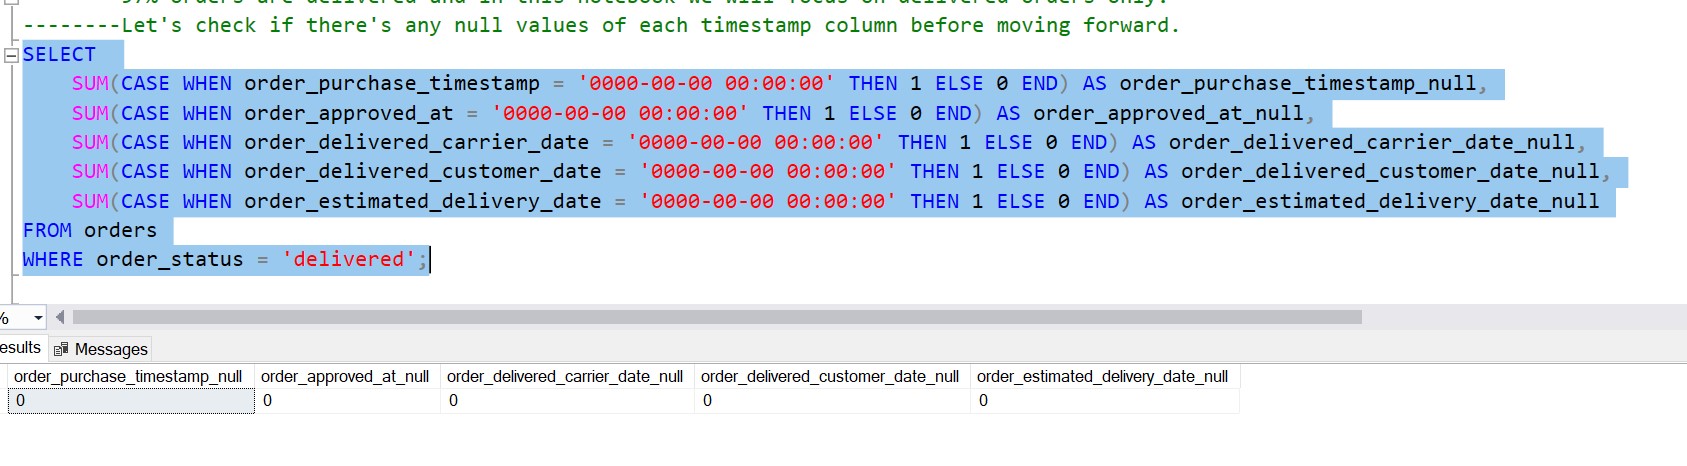 97% orders are delivered and in this notebook we will focus on delivered orders only.
--------Let's check if there's any null values of each timestamp column before moving forward.
SELECT
SUM(CASE WHEN order_purchase_timestamp = '0000-00-00 00:00:00' THEN 1 ELSE 0 END) AS order_purchase_timestamp_null,
SUM(CASE WHEN order_approved_at = '0000-00-00 00:00:00' THEN 1 ELSE 0 END) AS order_approved_at_null,
SUM(CASE WHEN order_delivered_carrier_date = '0000-00-00 00:00:00' THEN 1 ELSE 0 END) AS order_delivered_carrier_date_null,
SUM(CASE WHEN order_delivered_customer_date = '0000-00-00 00:00:00' THEN 1 ELSE 0 END) AS order_delivered_customer_date_null,
SUM(CASE WHEN order_estimated_delivery_date = '0000-00-00 00:00:00' THEN 1 ELSE 0 END) AS order_estimated_delivery_date_null
FROM orders
WHERE order_status = 'delivered';
%
esults Messages
order_purchase_timestamp_null order_approved_at_null order_delivered_carrier_date_null order_delivered_customer_date_null order_estimated_delivery_date_null
0 0 0 0 0